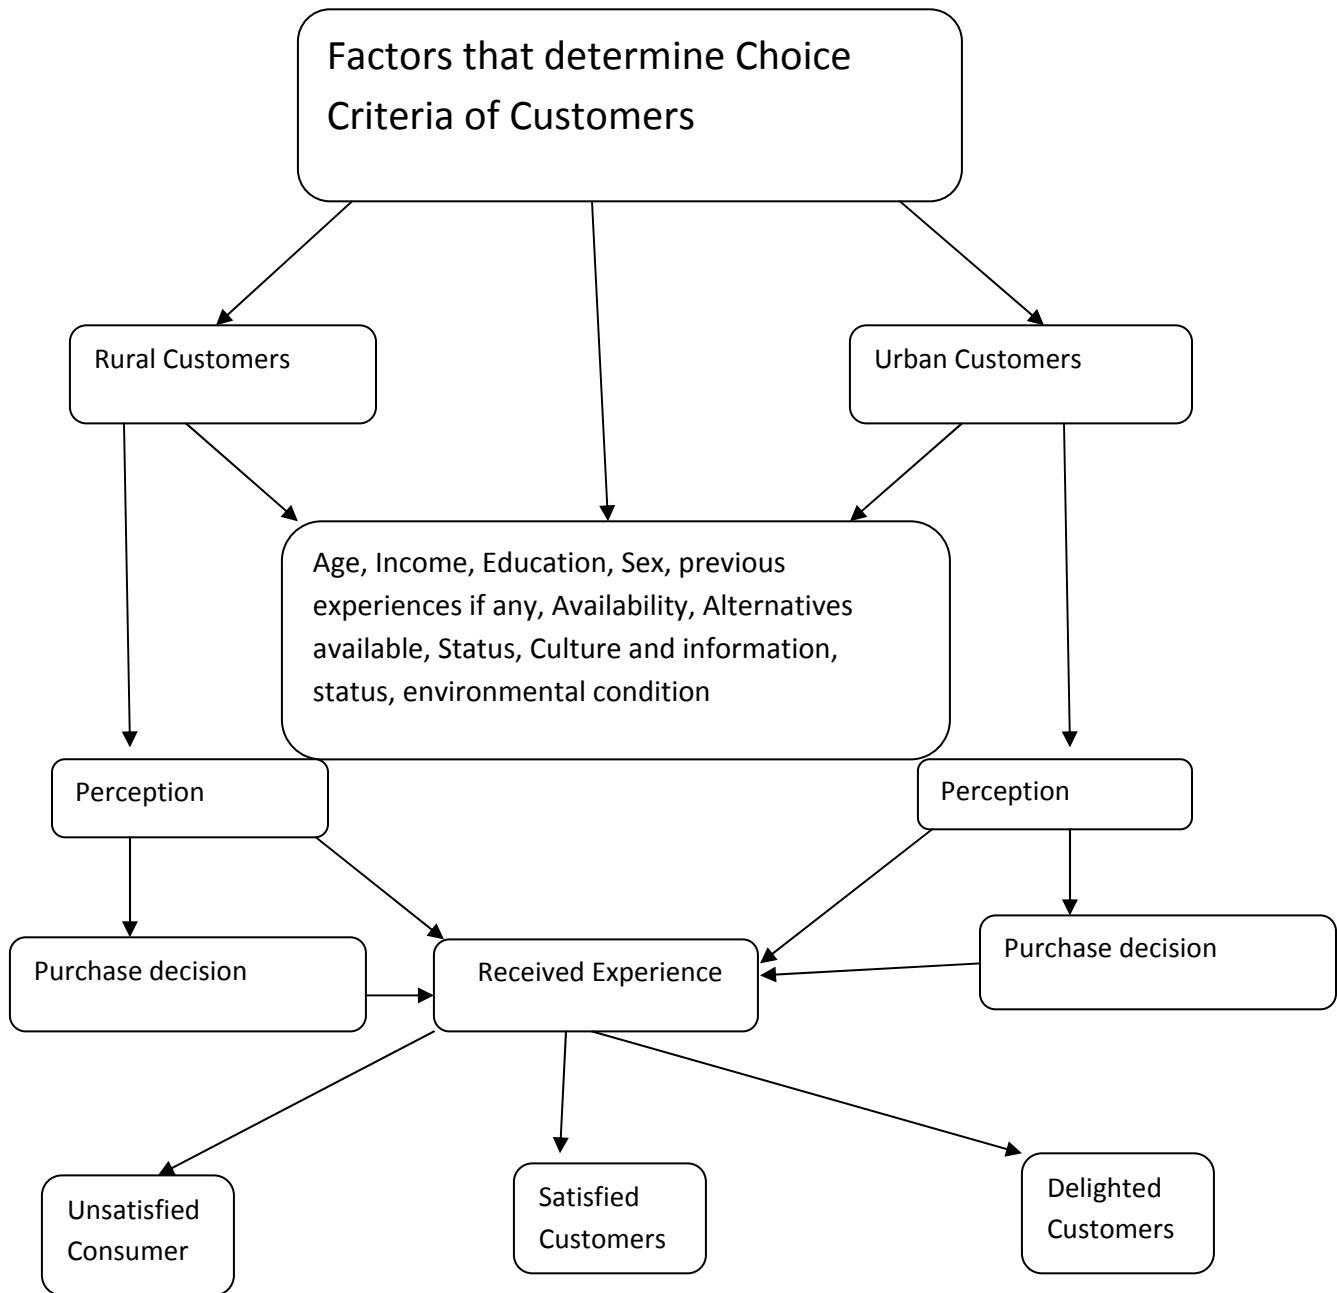 Factors that determine Choice
Criteria of Customers
Rural Customers
Urban Customers
Age, Income, Education, Sex, previous
experiences if any, Availability, Alternatives
available, Status, Culture and information,
status, environmental condition
Perception
Perception
Purchase decision
Received Experience
Purchase decision
Unsatisfied
Consumer
Satisfied
Customers
Delighted
Customers